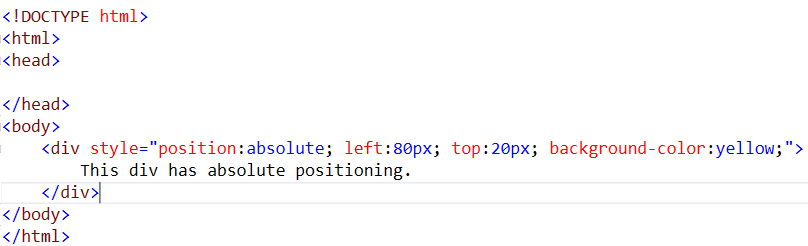 <!DOCTYPE html>
<html>
<head>
</head>
<body>
<div style="position:absolute; left:80px; top:20px; background-color:yellow;">
This div has absolute positioning.
</div>
</body>
</html>